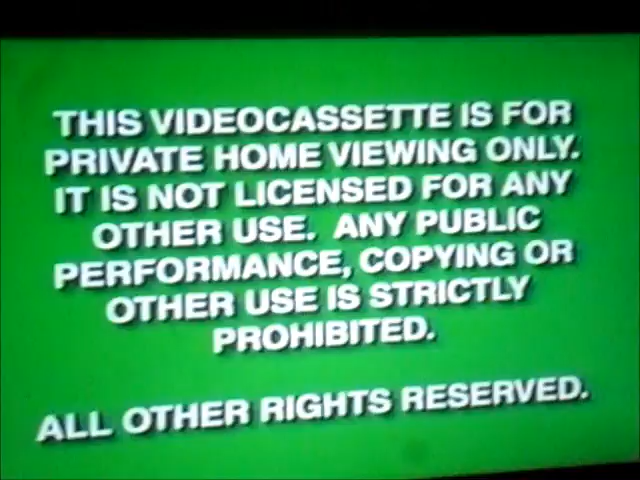 THIS VIDEOCASSETTE IS FOR
PRIVATE HOME VIEWING ONLY.
IT IS NOT LICENSED FOR ANY
OTHER USE. ANY PUBLIC
PERFORMANCE, COPYING OR
OTHER USE IS STRICTLY
PROHIBITED.
ALL OTHER RIGHTS RESERVED.